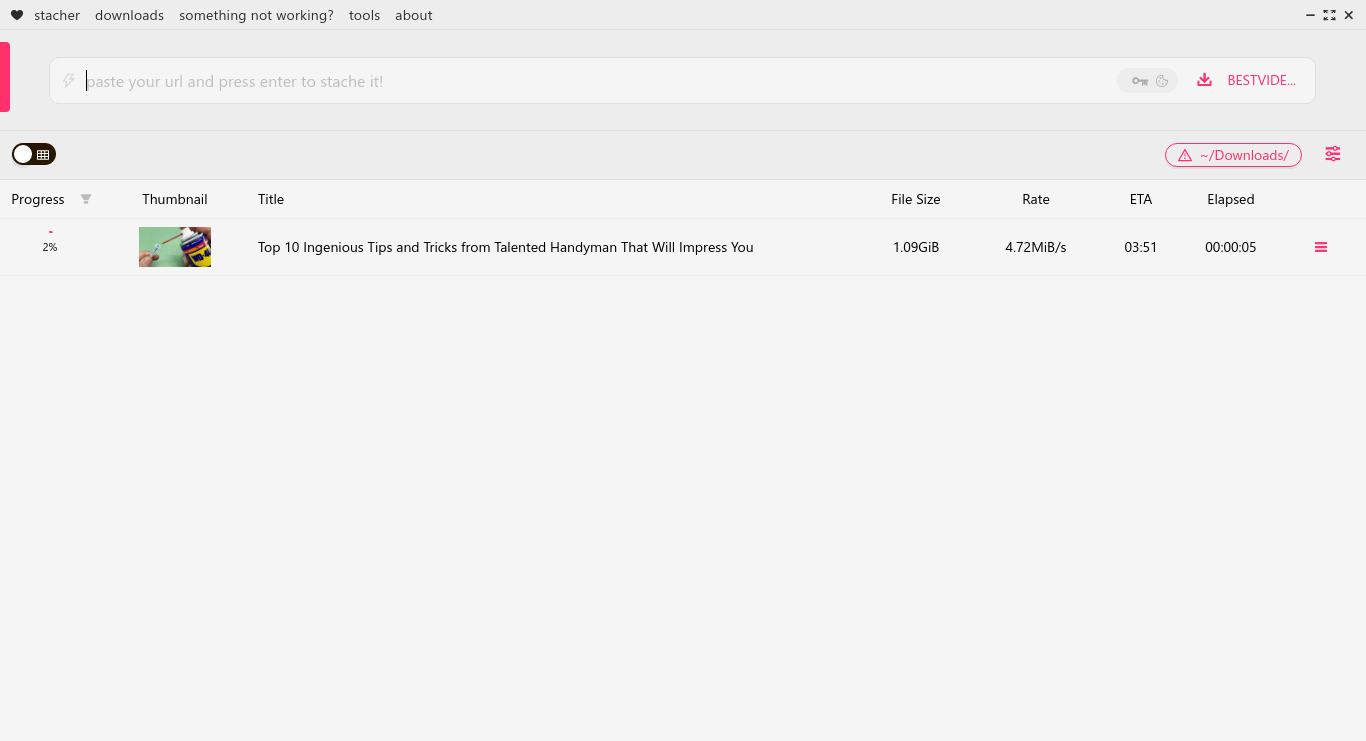 stacher downloads something not working? tools about
paste your url and press enter to stache it! BESTVIDE...
~/Downloads/
Progress Thumbnail Title File Size Rate ETA Elapsed
2% Top 10 Ingenious Tips and Tricks from Talented Handyman That Will Impress You 1.09GiB 4.72MiB/s 03:51 00:00:05